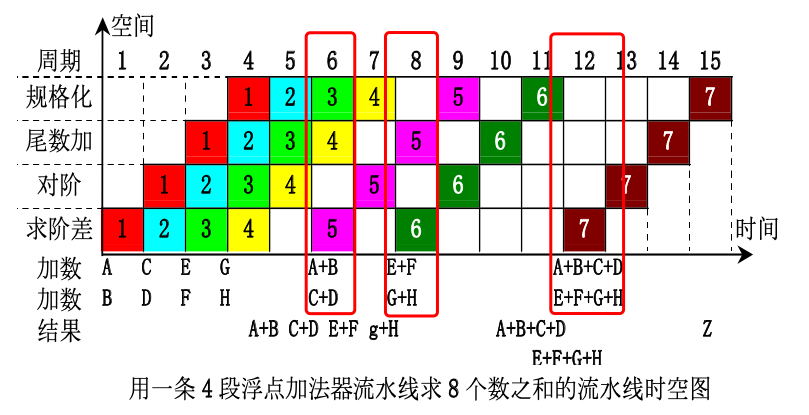 空间
周期 1 2 3 4 5 6 7 8 9 10 11 12 13 14 15
规格化 1 2 3 4 5 6 7
尾数加 1 2 3 4 5 6 7
对阶 1 2 3 4 5 6 7
求阶差 1 2 3 4 5 6 7 时间
加数 A C E G A+B E+F A+B+C+D
加数 B D F H C+D G+H E+F+G+H
结果 A+B C+D E+F g+H A+B+C+D Z
E+F+G+H
用一条4段浮点加法器流水线求8个数之和的流水线时空图